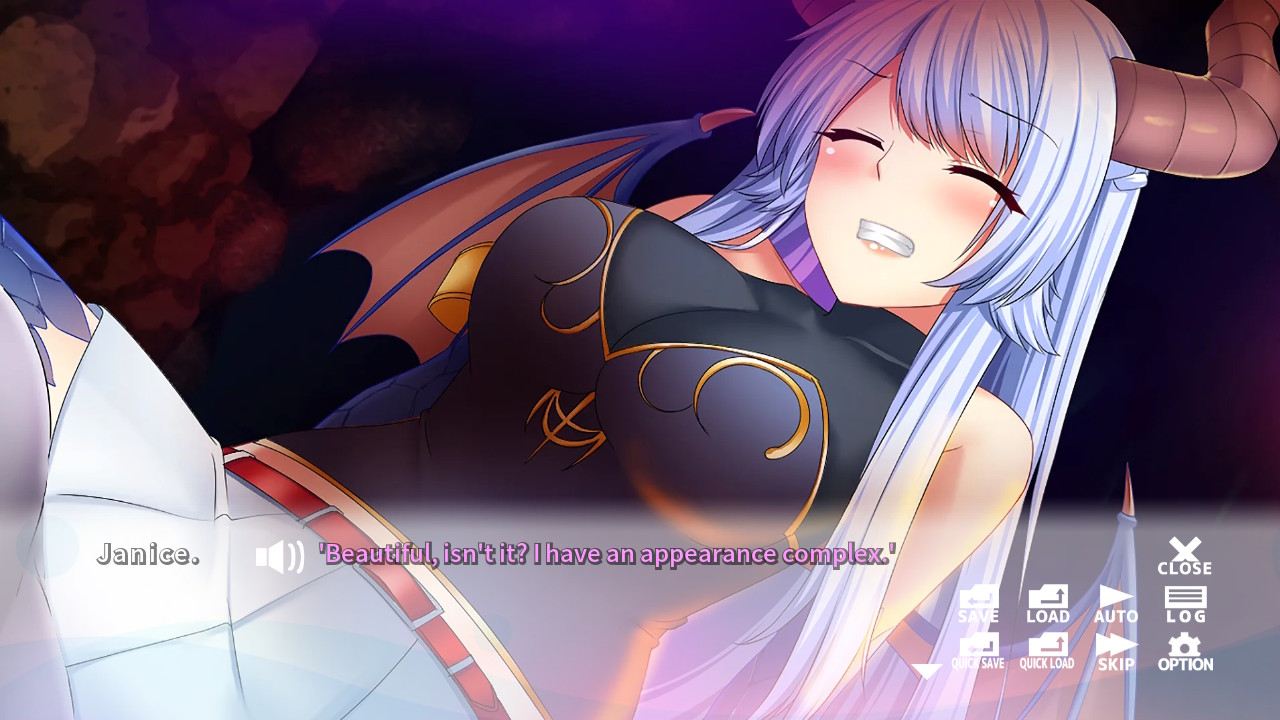 Janice.
'Beautiful, isn't it? I have an appearance complex.'
CLOSE
SAVE LOAD AUTO LOG
QUICK SAVE QUICK LOAD SKIP OPTION